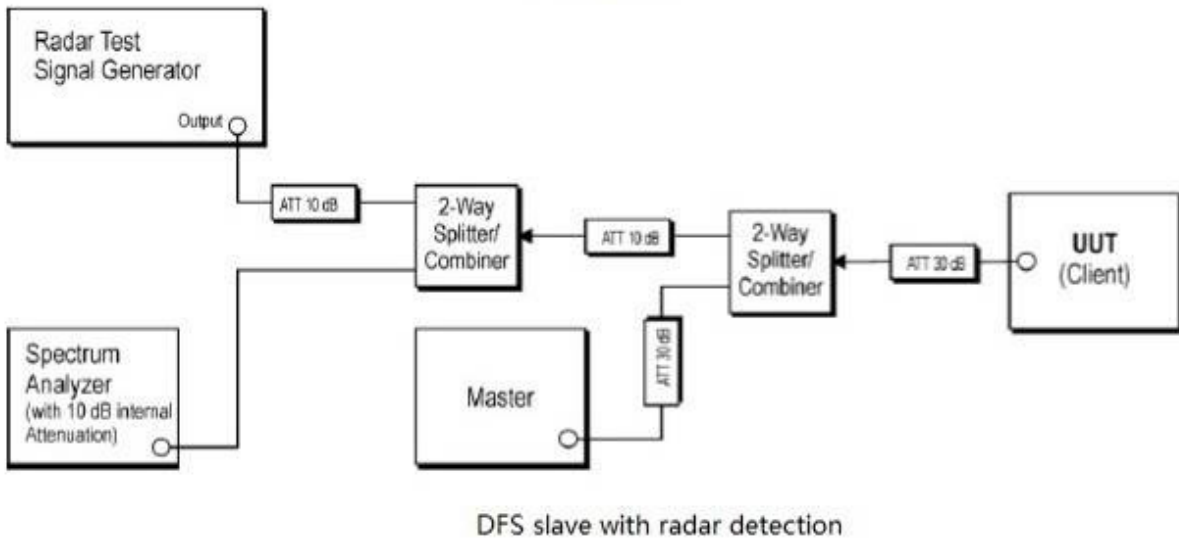 Radar Test
Signal Generator
Output
ATT 10 dB
2-Way
Splitter/
Combiner
ATT 10 dB
2-Way
Splitter/
Combiner
ATT 30 dB
UUT
(Client)
Spectrum
Analyzer
(with 10 dB internal
Attenuation)
Master
ATT 30 dB
DFS slave with radar detection